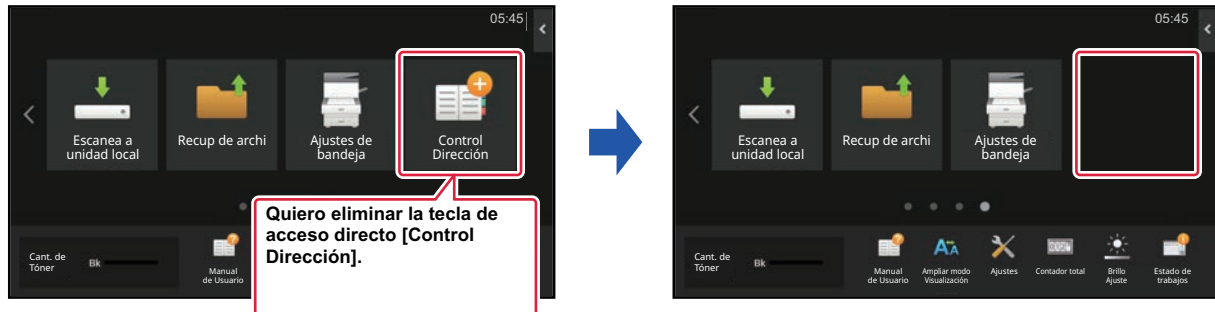 05:45
Escanea a
unidad local
Recup de archi
Ajustes de
bandeja
Control
Dirección
Quiero eliminar la tecla de
acceso directo [Control
Dirección].
Cant. de
Tóner
Bk
Manual
de Usuario
05:45
Escanea a
unidad local
Recup de archi
Ajustes de
bandeja
Cant. de
Tóner
Bk
Manual
de Usuario
Ampliar modo
Visualización
Ajustes
Contador total
Brillo
Ajuste
Estado de
trabajos